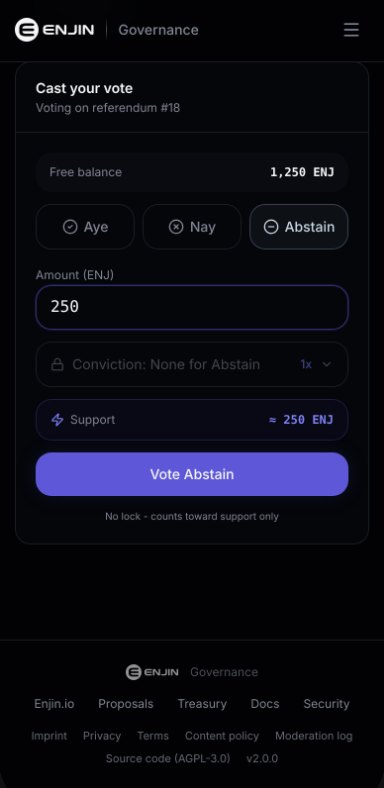 ENJIN Governance
Cast your vote
Voting on referendum #18
Free balance 1,250 ENJ
Aye Nay Abstain
Amount (ENJ)
250
Conviction: None for Abstain 1x
Support ≈ 250 ENJ
Vote Abstain
No lock - counts toward support only
ENJIN Governance
Enjin.io Proposals Treasury Docs Security
Imprint Privacy Terms Content policy Moderation log
Source code (AGPL-3.0) v2.0.0